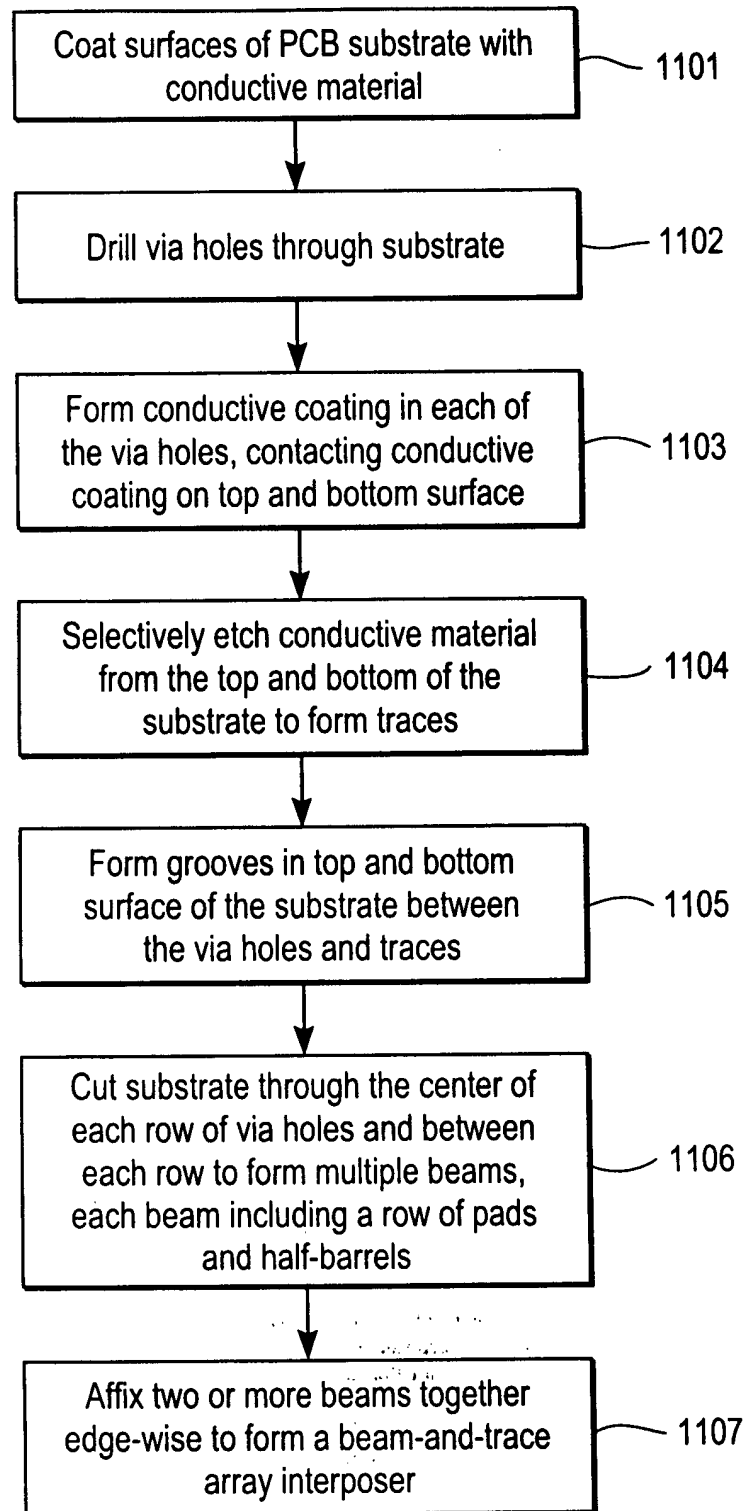 Coat surfaces of PCB substrate with
conductive material
1101
Drill via holes through substrate
1102
Form conductive coating in each of
the via holes, contacting conductive
coating on top and bottom surface
1103
Selectively etch conductive material
from the top and bottom of the
substrate to form traces
1104
Form grooves in top and bottom
surface of the substrate between
the via holes and traces
1105
Cut substrate through the center of
each row of via holes and between
each row to form multiple beams,
each beam including a row of pads
and half-barrels
1106
Affix two or more beams together
edge-wise to form a beam-and-trace
array interposer
1107